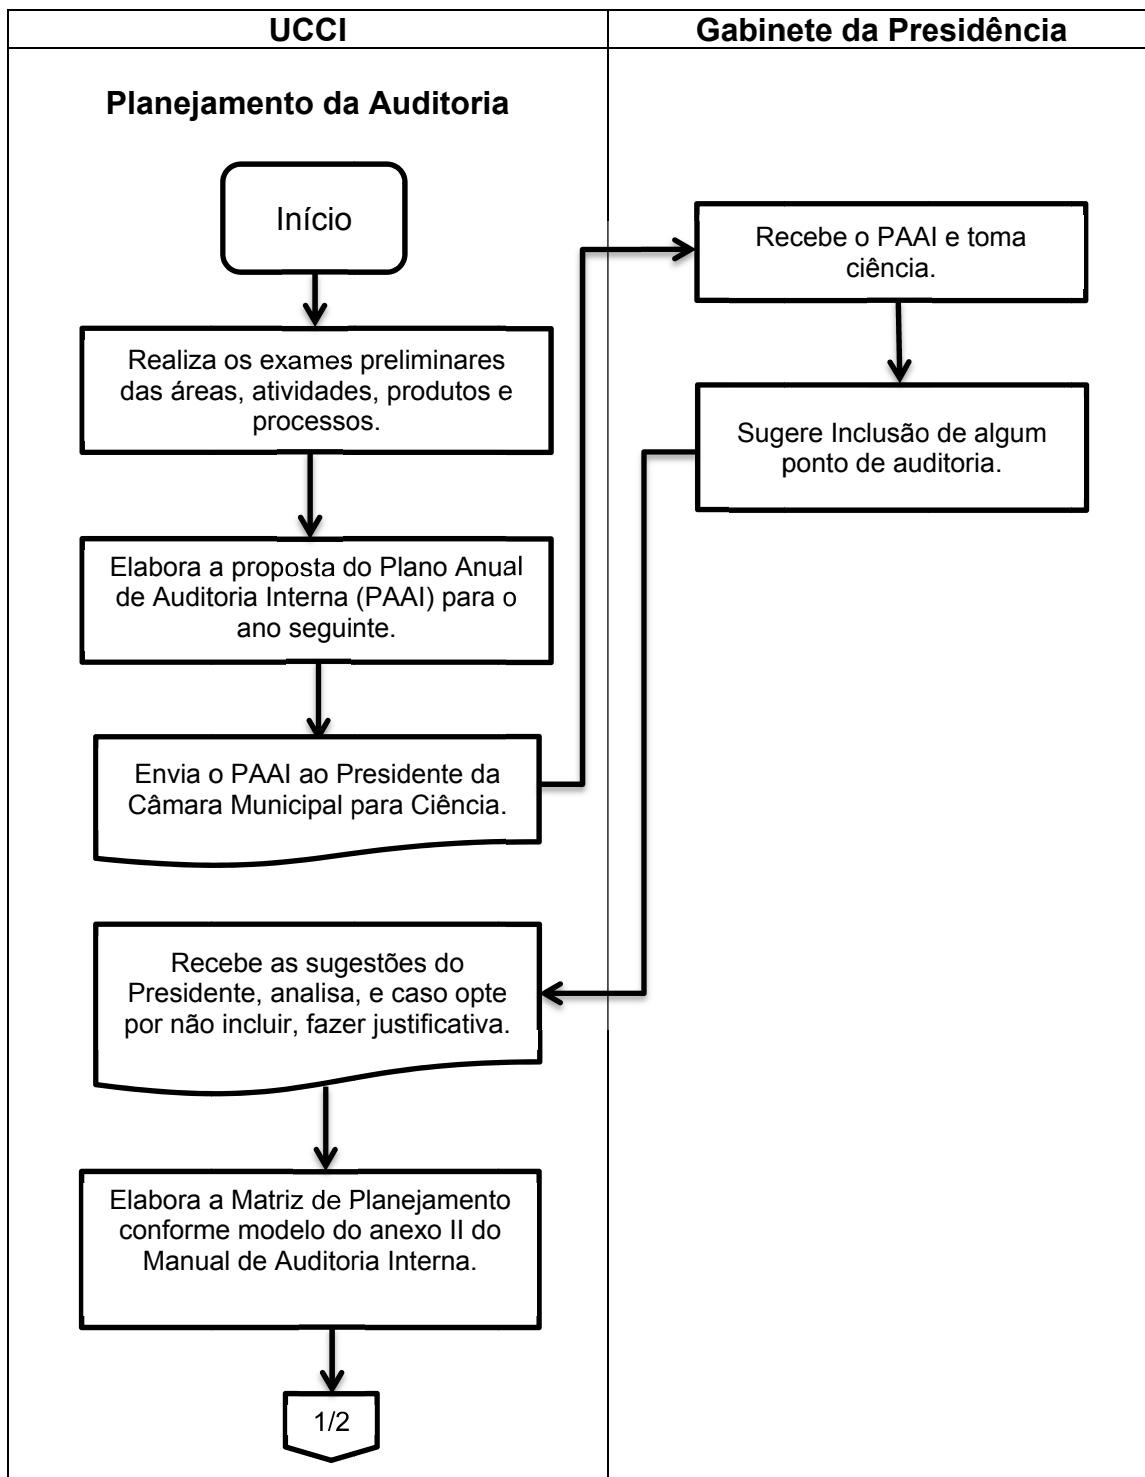 UCCI
Gabinete da Presidência
Planejamento da Auditoria
Início
Realiza os exames preliminares
das áreas, atividades, produtos e
processos.
Elabora a proposta do Plano Anual
de Auditoria Interna (PAAI) para o
ano seguinte.
Envia o PAAI ao Presidente da
Câmara Municipal para Ciência.
Recebe o PAAI e toma
ciência.
Sugere Inclusão de algum
ponto de auditoria.
Recebe as sugestões do
Presidente, analisa, e caso opte
por não incluir, fazer justificativa.
Elabora a Matriz de Planejamento
conforme modelo do anexo II do
Manual de Auditoria Interna.
1/2